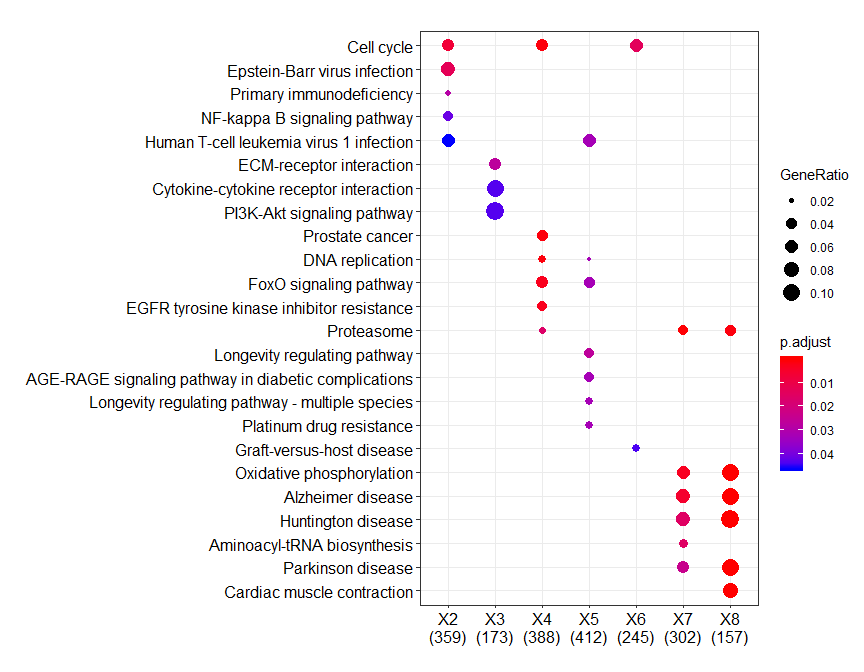 Cell cycle
Epstein-Barr virus infection
Primary immunodeficiency
NF-kappa B signaling pathway
Human T-cell leukemia virus 1 infection
ECM-receptor interaction
Cytokine-cytokine receptor interaction
PI3K-Akt signaling pathway
Prostate cancer
DNA replication
FoxO signaling pathway
EGFR tyrosine kinase inhibitor resistance
Proteasome
Longevity regulating pathway
AGE-RAGE signaling pathway in diabetic complications
Longevity regulating pathway - multiple species
Platinum drug resistance
Graft-versus-host disease
Oxidative phosphorylation
Alzheimer disease
Huntington disease
Aminoacyl-tRNA biosynthesis
Parkinson disease
Cardiac muscle contraction
X2 X3 X4 X5 X6 X7 X8
(359) (173) (388) (412) (245) (302) (157)
GeneRatio
0.02
0.04
0.06
0.08
0.10
p.adjust
0.01
0.02
0.03
0.04